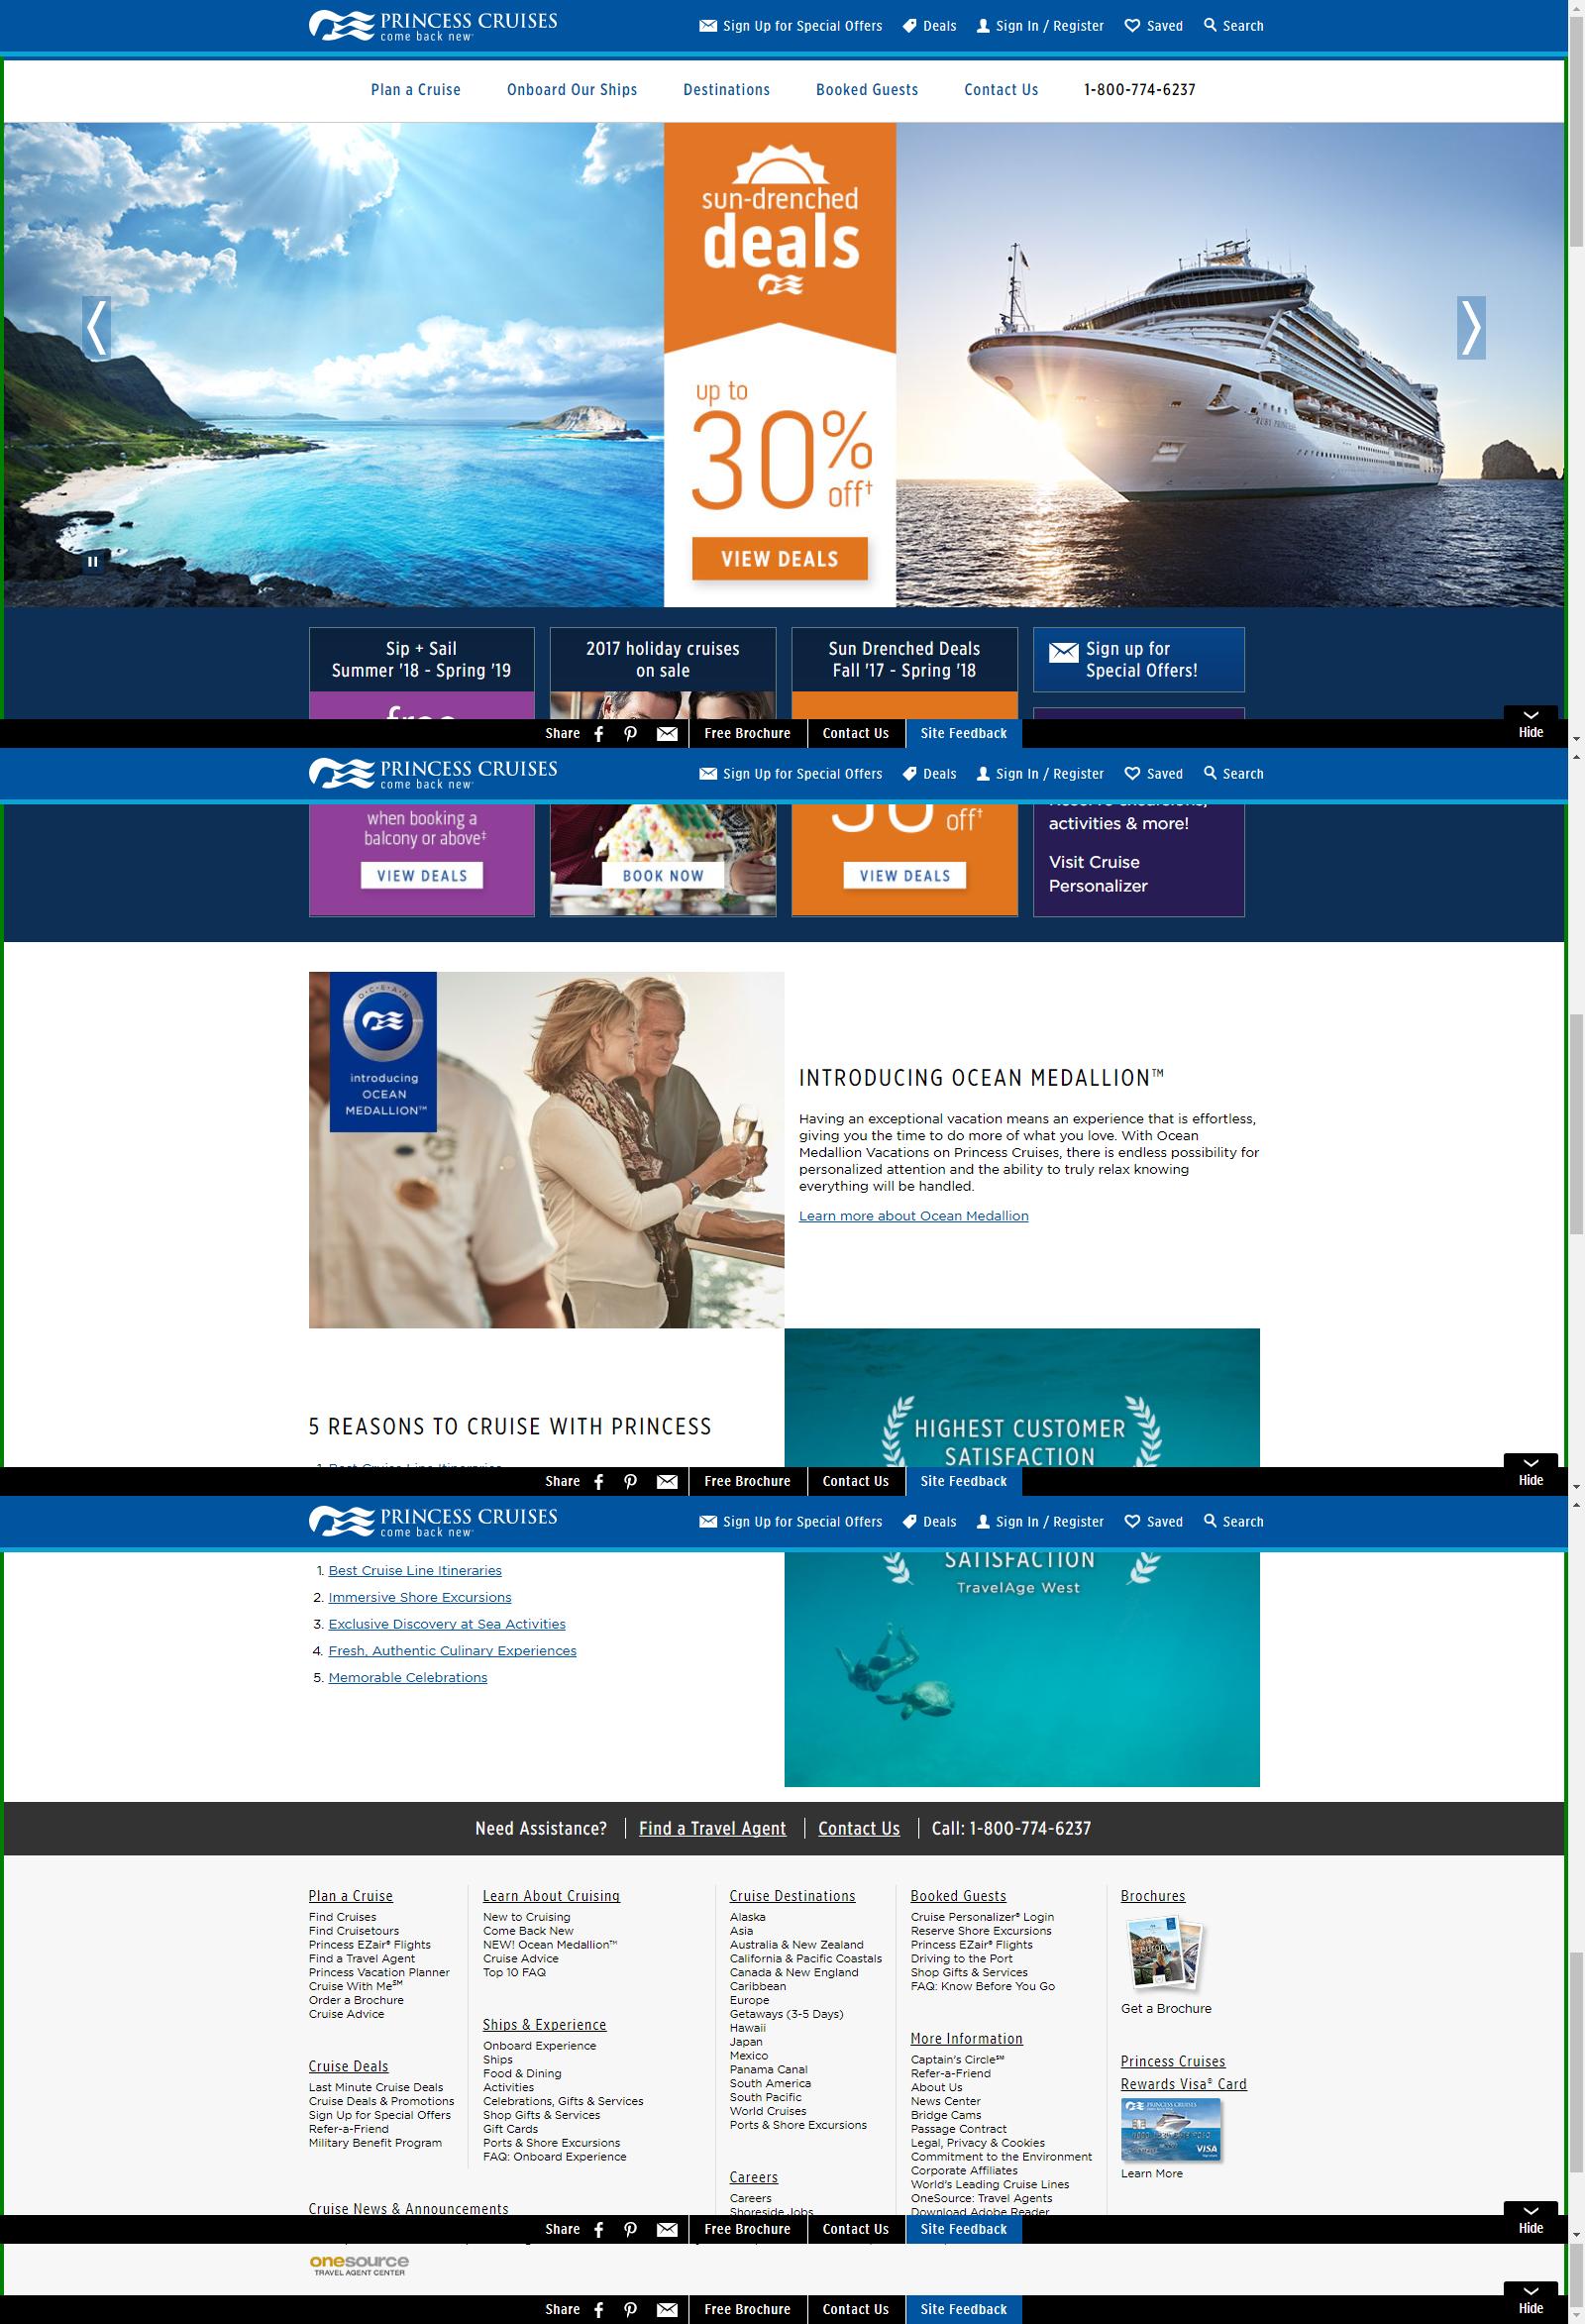 PRINCESS CRUISES
come back new
Sign Up for Special Offers
Deals
Sign In / Register
Saved
Search
Plan a Cruise
Onboard Our Ships
Destinations
Booked Guests
Contact Us
1-800-774-6237
sun-drenched
deals
up to
30%
off†
VIEW DEALS
RUBY PRINCESS
Sip + Sail
Summer '18 - Spring '19
2017 holiday cruises
on sale
Sun Drenched Deals
Fall '17 - Spring '18
Sign up for
Special Offers!
free
Share
Free Brochure
Contact Us
Site Feedback
Hide
PRINCESS CRUISES
come back new
Sign Up for Special Offers
Deals
Sign In / Register
Saved
Search
when booking a
balcony or above‡
VIEW DEALS
BOOK NOW
30
off†
VIEW DEALS
Reserve excursions,
activities & more!
Visit Cruise
Personalizer
OCEAN
introducing
OCEAN
MEDALLION™
INTRODUCING OCEAN MEDALLION™
Having an exceptional vacation means an experience that is effortless,
giving you the time to do more of what you love. With Ocean
Medallion Vacations on Princess Cruises, there is endless possibility for
personalized attention and the ability to truly relax knowing
everything will be handled.
Learn more about Ocean Medallion
5 REASONS TO CRUISE WITH PRINCESS
1. Best Cruise Line Itineraries
HIGHEST CUSTOMER
SATISFACTION
Share
Free Brochure
Contact Us
Site Feedback
Hide
PRINCESS CRUISES
come back new
Sign Up for Special Offers
Deals
Sign In / Register
Saved
Search
1. Best Cruise Line Itineraries
2. Immersive Shore Excursions
3. Exclusive Discovery at Sea Activities
4. Fresh, Authentic Culinary Experiences
5. Memorable Celebrations
SATISFACTION
TravelAge West
Need Assistance?
Find a Travel Agent
Contact Us
Call: 1-800-774-6237
Plan a Cruise
Find Cruises
Find Cruisetours
Princess EZair® Flights
Find a Travel Agent
Princess Vacation Planner
Cruise With Me℠
Order a Brochure
Cruise Advice
Cruise Deals
Last Minute Cruise Deals
Cruise Deals & Promotions
Sign Up for Special Offers
Refer-a-Friend
Military Benefit Program
Cruise News & Announcements
Learn About Cruising
New to Cruising
Come Back New
NEW! Ocean Medallion™
Cruise Advice
Top 10 FAQ
Ships & Experience
Onboard Experience
Ships
Food & Dining
Activities
Celebrations, Gifts & Services
Shop Gifts & Services
Gift Cards
Ports & Shore Excursions
FAQ: Onboard Experience
Cruise Destinations
Alaska
Asia
Australia & New Zealand
California & Pacific Coastals
Canada & New England
Caribbean
Europe
Getaways (3-5 Days)
Hawaii
Japan
Mexico
Panama Canal
South America
South Pacific
World Cruises
Ports & Shore Excursions
Careers
Careers
Shoreside Jobs
Booked Guests
Cruise Personalizer® Login
Reserve Shore Excursions
Princess EZair® Flights
Driving to the Port
Shop Gifts & Services
FAQ: Know Before You Go
More Information
Captain's Circle℠
Refer-a-Friend
About Us
News Center
Bridge Cams
Passage Contract
Legal, Privacy & Cookies
Commitment to the Environment
Corporate Affiliates
World's Leading Cruise Lines
OneSource: Travel Agents
Download Adobe Reader
Brochures
europe
Get a Brochure
Princess Cruises
Rewards Visa® Card
PRINCESS CRUISES
VISA
Learn More
Share
Free Brochure
Contact Us
Site Feedback
Hide
onesource
TRAVEL AGENT CENTER
Share
Free Brochure
Contact Us
Site Feedback
Hide